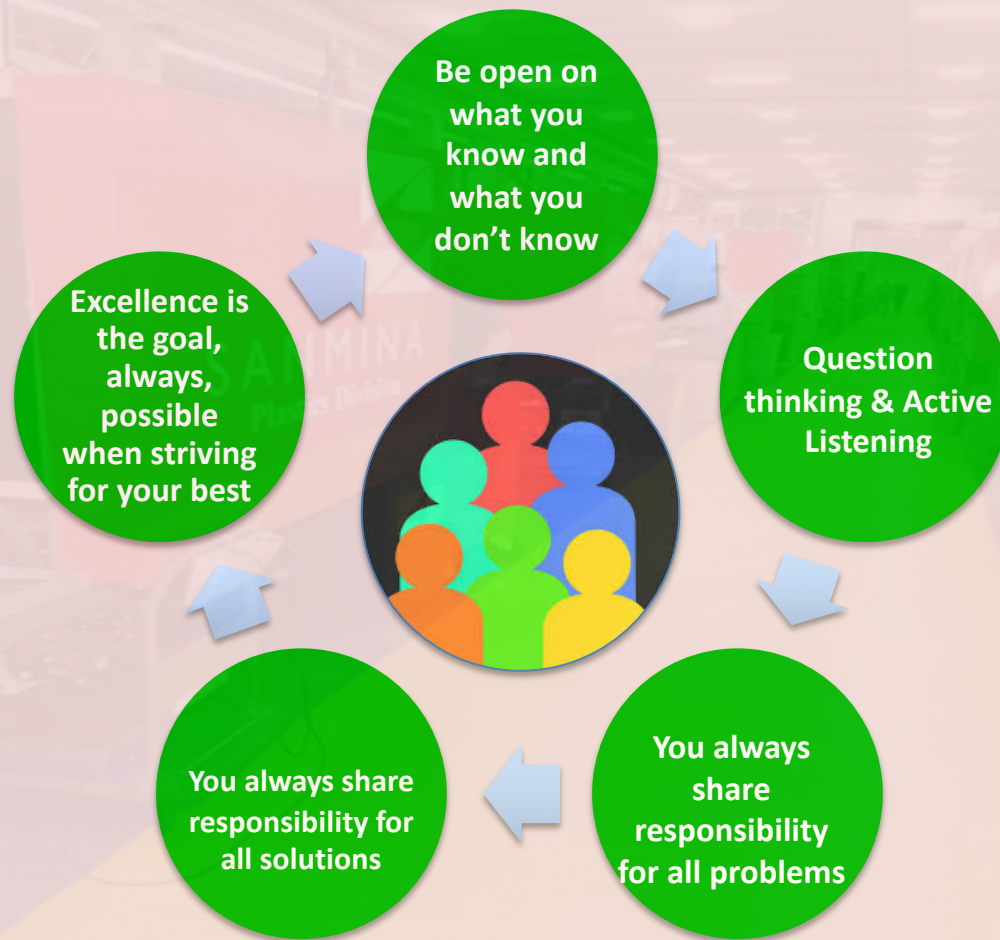 Be open on
what you
know and
what you
don’t know
Question
thinking & Active
Listening
You always
share
responsibility
for all problems
You always share
responsibility for
all solutions
Excellence is
the goal,
always,
possible
when striving
for your best
SANMINA
Plastics Division